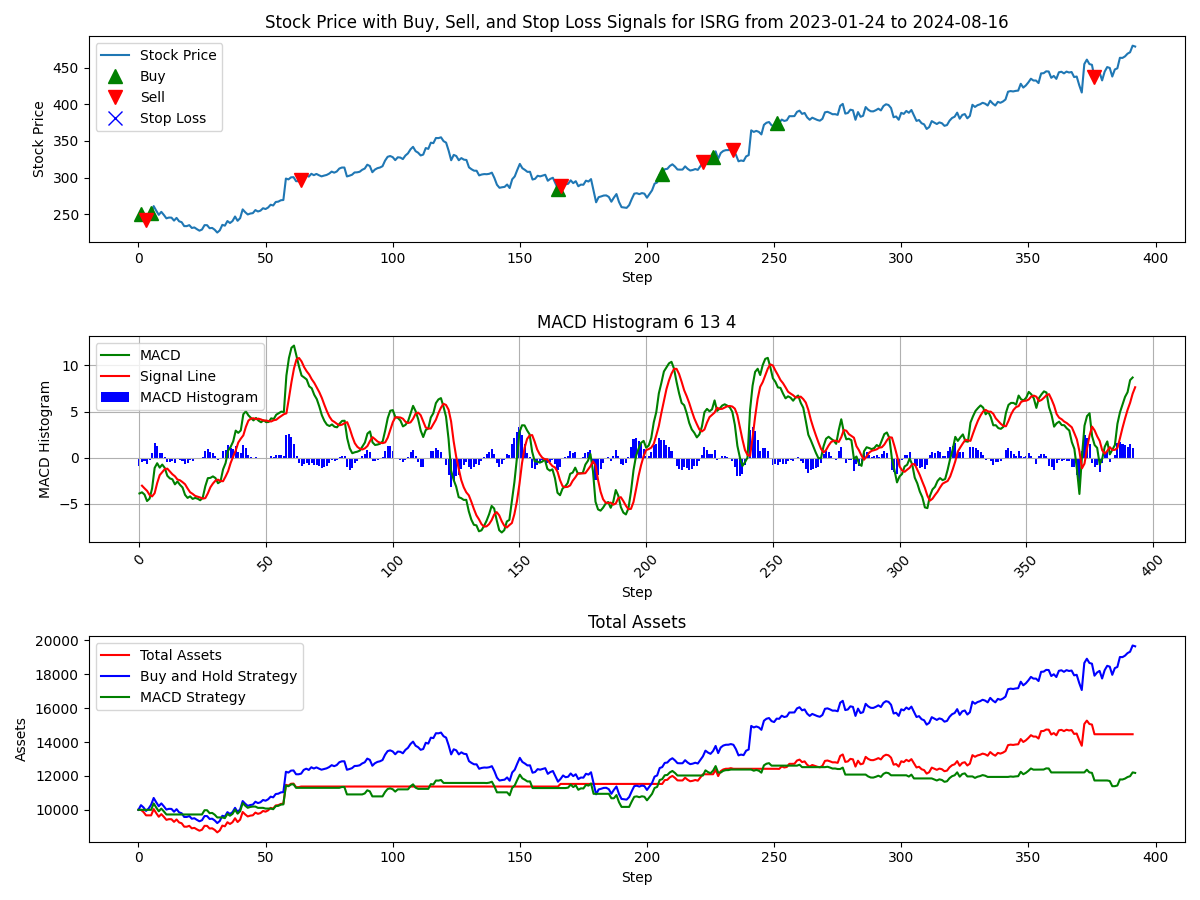 Stock Price with Buy, Sell, and Stop Loss Signals for ISRG from 2023-01-24 to 2024-08-16
Stock Price
Buy
Sell
Stop Loss
Stock Price
450
400
350
300
250
0 50 100 150 200 250 300 350 400
Step
MACD Histogram 6 13 4
MACD
Signal Line
MACD Histogram
MACD Histogram
10
5
0
−5
0 50 100 150 200 250 300 350 400
Step
Total Assets
Total Assets
Buy and Hold Strategy
MACD Strategy
Assets
20000
18000
16000
14000
12000
10000
0 50 100 150 200 250 300 350 400
Step